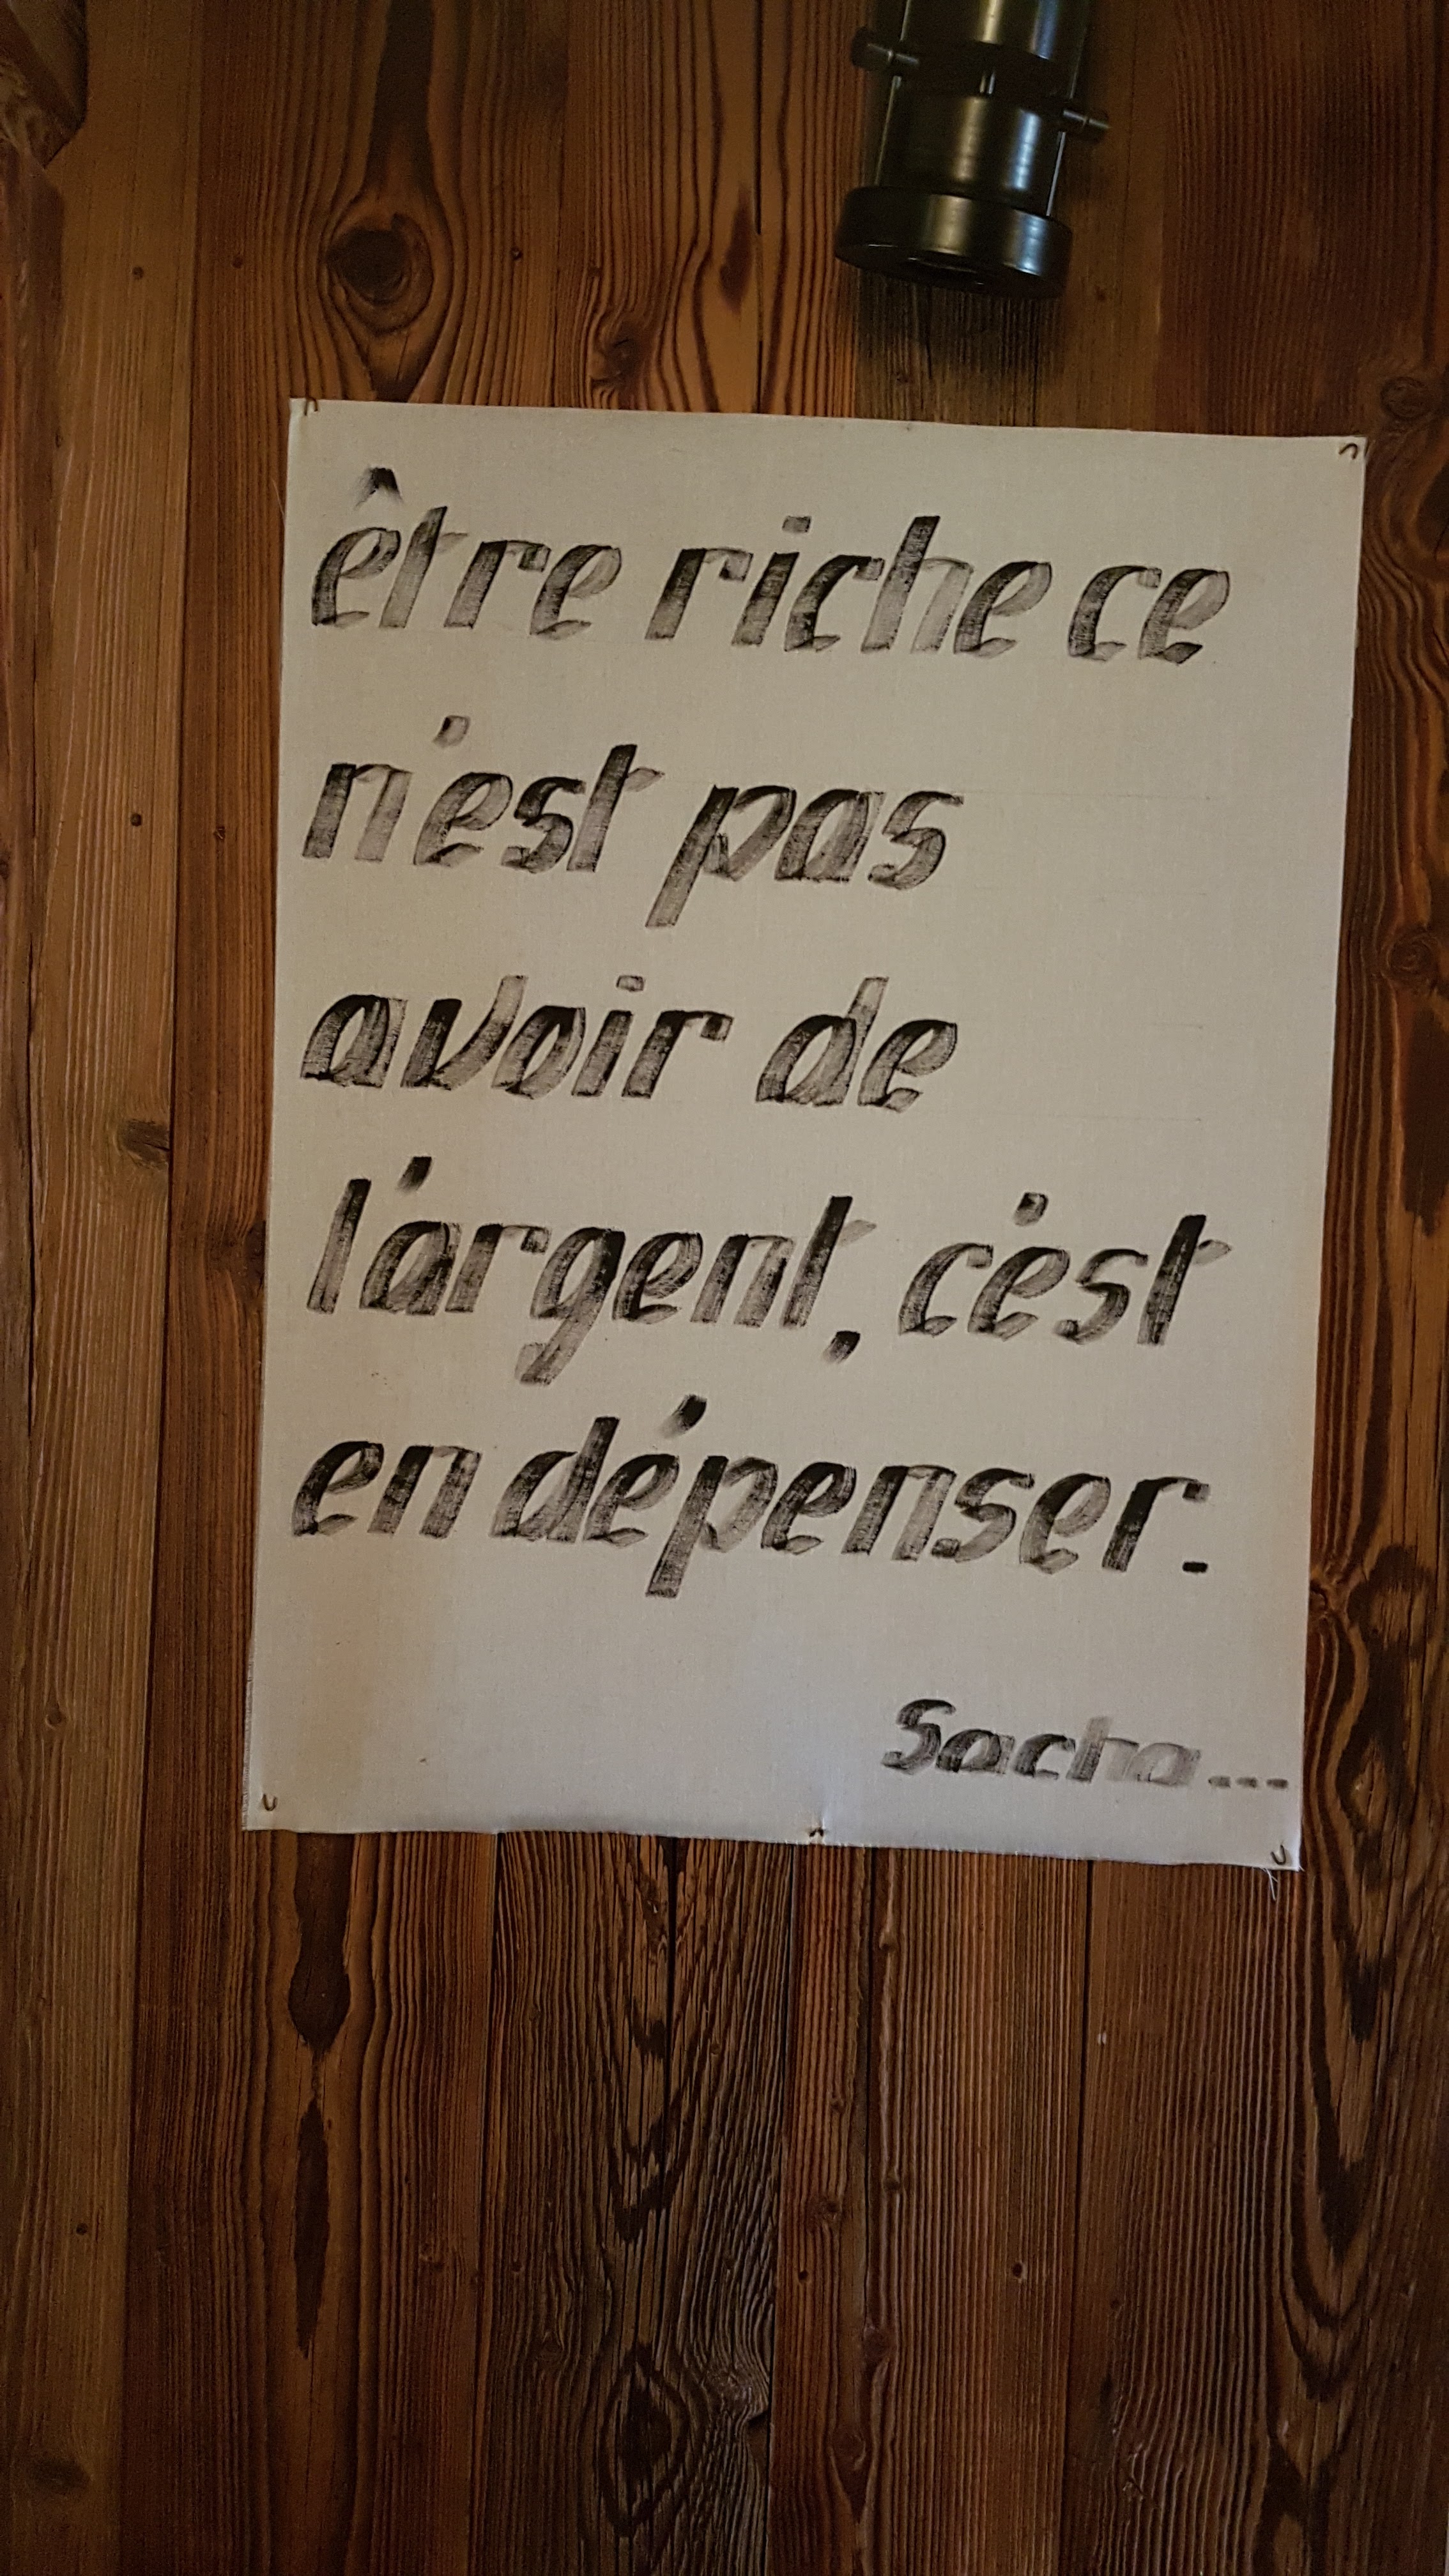 être riche ce
n'est pas
avoir de
l'argent, c'est
en dépenser.
Sacha...